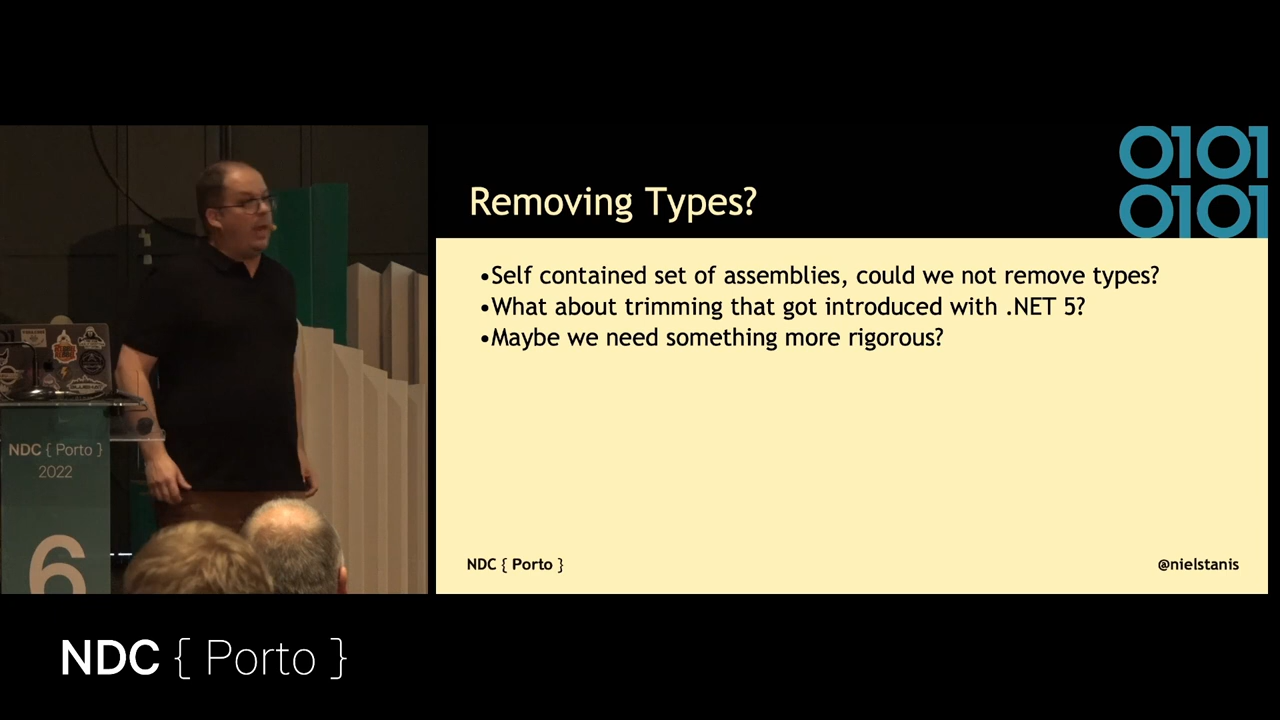 0101
0101
Removing Types?
•Self contained set of assemblies, could we not remove types?
•What about trimming that got introduced with .NET 5?
•Maybe we need something more rigorous?
NDC { Porto }
@nielstanis
NDC { Porto }
2022
6
NDC { Porto }